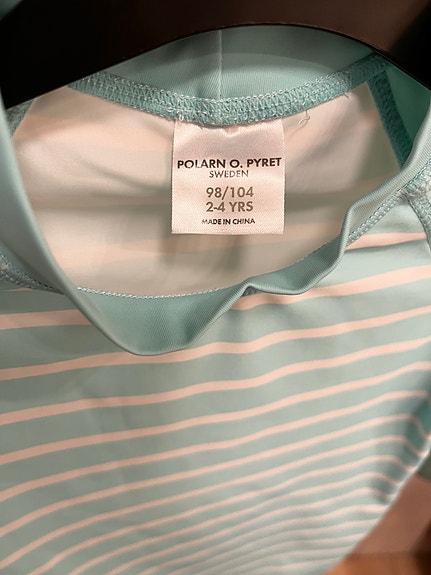 POLARN O. PYRET
SWEDEN
98/104
2-4 YRS
MADE IN CHINA